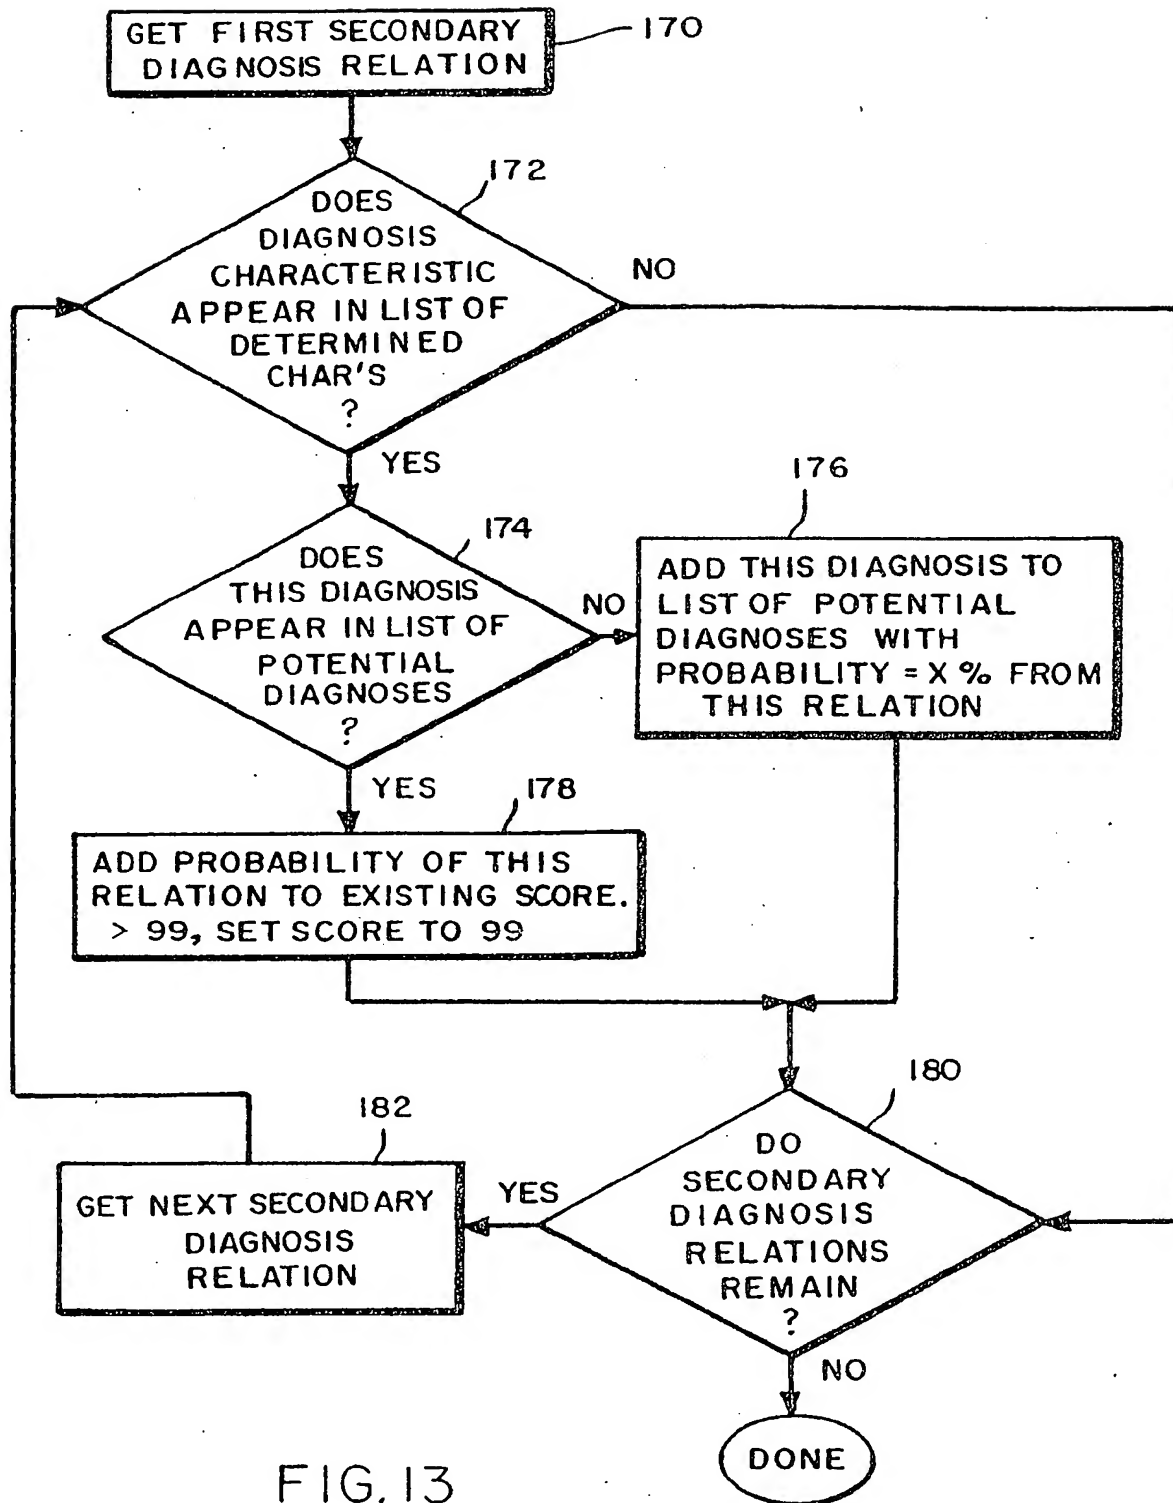 GET FIRST SECONDARY
DIAGNOSIS RELATION
170
172
DOES
DIAGNOSIS
CHARACTERISTIC
APPEAR IN LIST OF
DETERMINED
CHAR'S
?
NO
YES
174
DOES
THIS DIAGNOSIS
APPEAR IN LIST OF
POTENTIAL
DIAGNOSES
?
NO
176
ADD THIS DIAGNOSIS TO
LIST OF POTENTIAL
DIAGNOSES WITH
PROBABILITY = X % FROM
THIS RELATION
YES
178
ADD PROBABILITY OF THIS
RELATION TO EXISTING SCORE.
> 99, SET SCORE TO 99
180
DO
SECONDARY
DIAGNOSIS
RELATIONS
REMAIN
?
YES
182
GET NEXT SECONDARY
DIAGNOSIS
RELATION
NO
DONE
FIG. 13